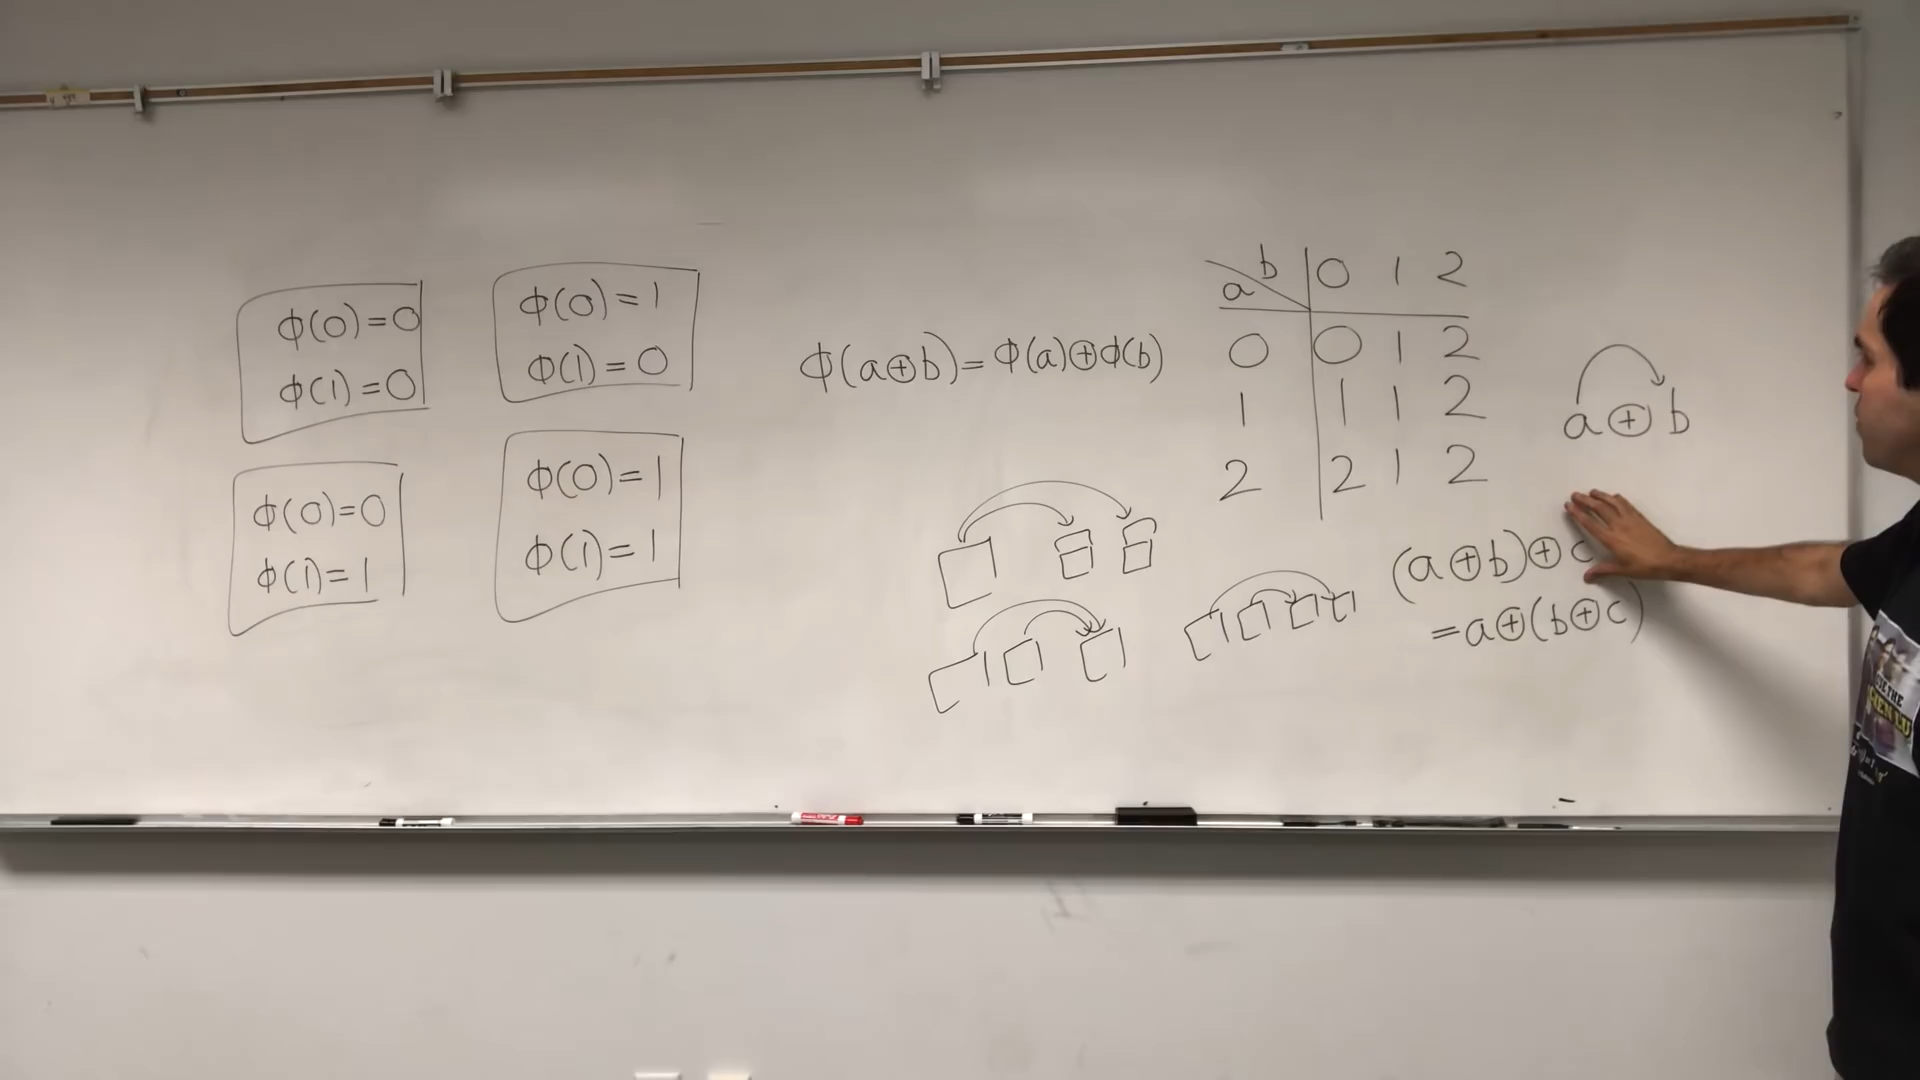 ϕ(0)=0
ϕ(1)=0
ϕ(0)=1
ϕ(1)=0
ϕ(0)=0
ϕ(1)=1
ϕ(0)=1
ϕ(1)=1
ϕ(a⊕b)=ϕ(a)⊕ϕ(b)
b 0 1 2
a
0 0 1 2
1 1 1 2
2 2 1 2
a⊕b
(a⊕b)⊕c
=a⊕(b⊕c)